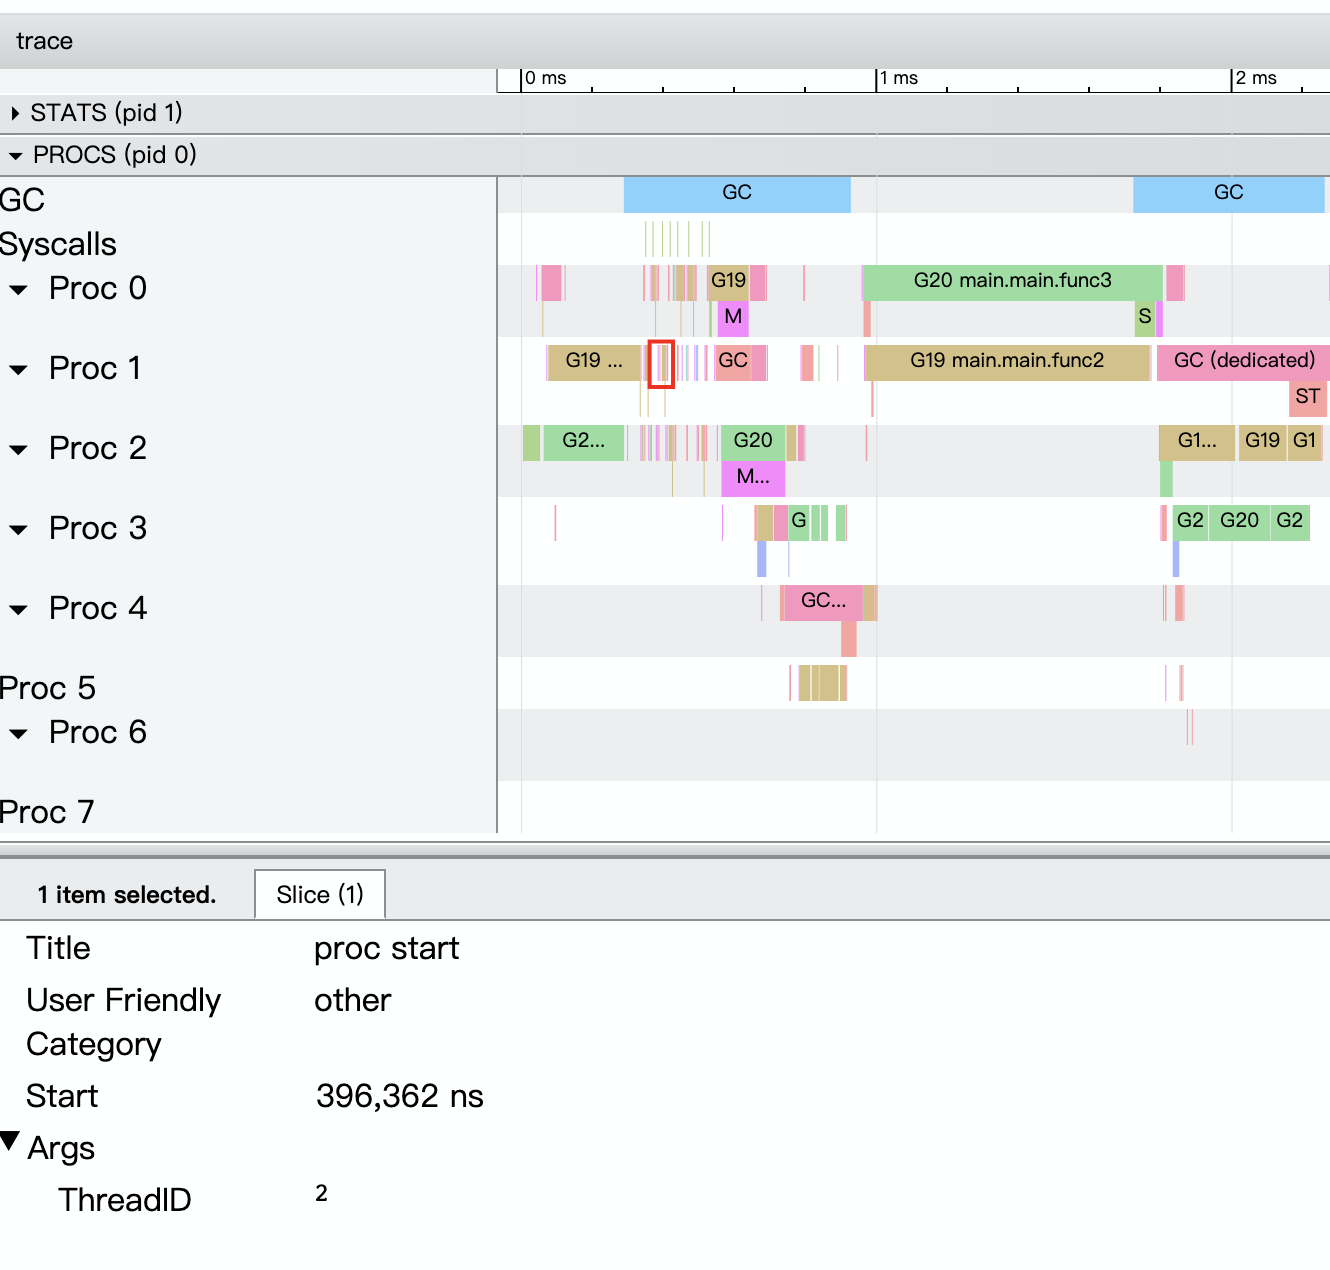 trace
0 ms 1 ms 2 ms
STATS (pid 1)
PROCS (pid 0)
GC GC GC
Syscalls
Proc 0 G19 G20 main.main.func3
M S
Proc 1 G19 ... GC G19 main.main.func2 GC (dedicated)
ST
Proc 2 G2... G20 G1... G19 G1
M...
Proc 3 G G2 G20 G2
Proc 4 GC...
Proc 5
Proc 6
Proc 7
1 item selected. Slice (1)
Title proc start
User Friendly other
Category
Start 396,362 ns
Args
ThreadID 2